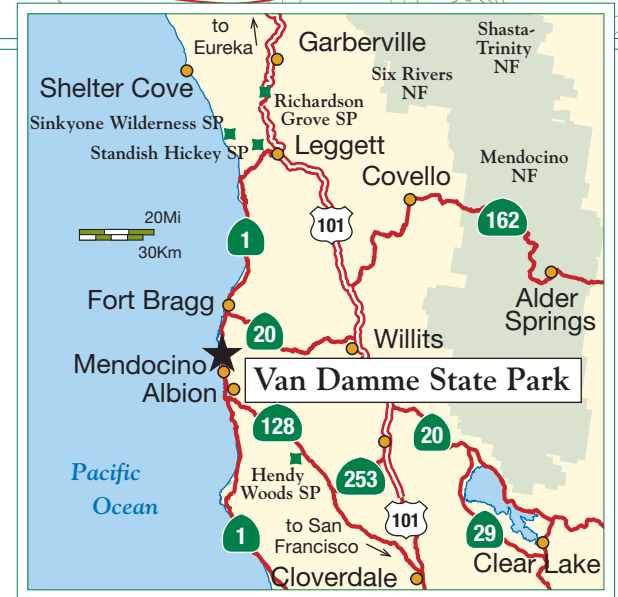 to
Eureka
Garberville
Shasta-
Trinity
NF
Six Rivers
NF
Shelter Cove
Richardson
Grove SP
Sinkyone Wilderness SP
Standish Hickey SP
Leggett
Mendocino
NF
Covello
162
101
20Mi
30Km
1
Fort Bragg
Alder
Springs
20
Willits
Mendocino
Albion
Van Damme State Park
128
20
Pacific
Ocean
Hendy
Woods SP
253
101
1
to San
Francisco
29
Clear Lake
Cloverdale